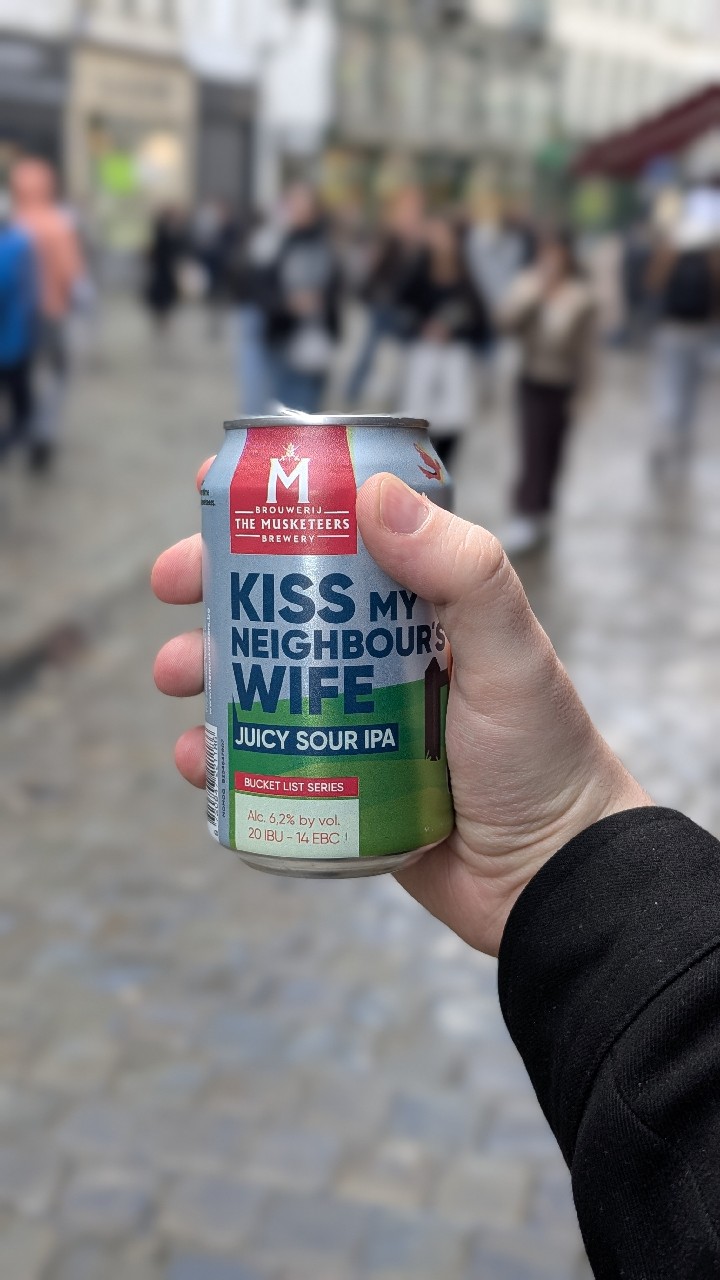 M
BROUWERIJ
THE MUSKETEERS
BREWERY
KISS MY
NEIGHBOUR'S
WIFE
JUICY SOUR IPA
BUCKET LIST SERIES
Alc. 6,2% by vol.
20 IBU - 14 EBC